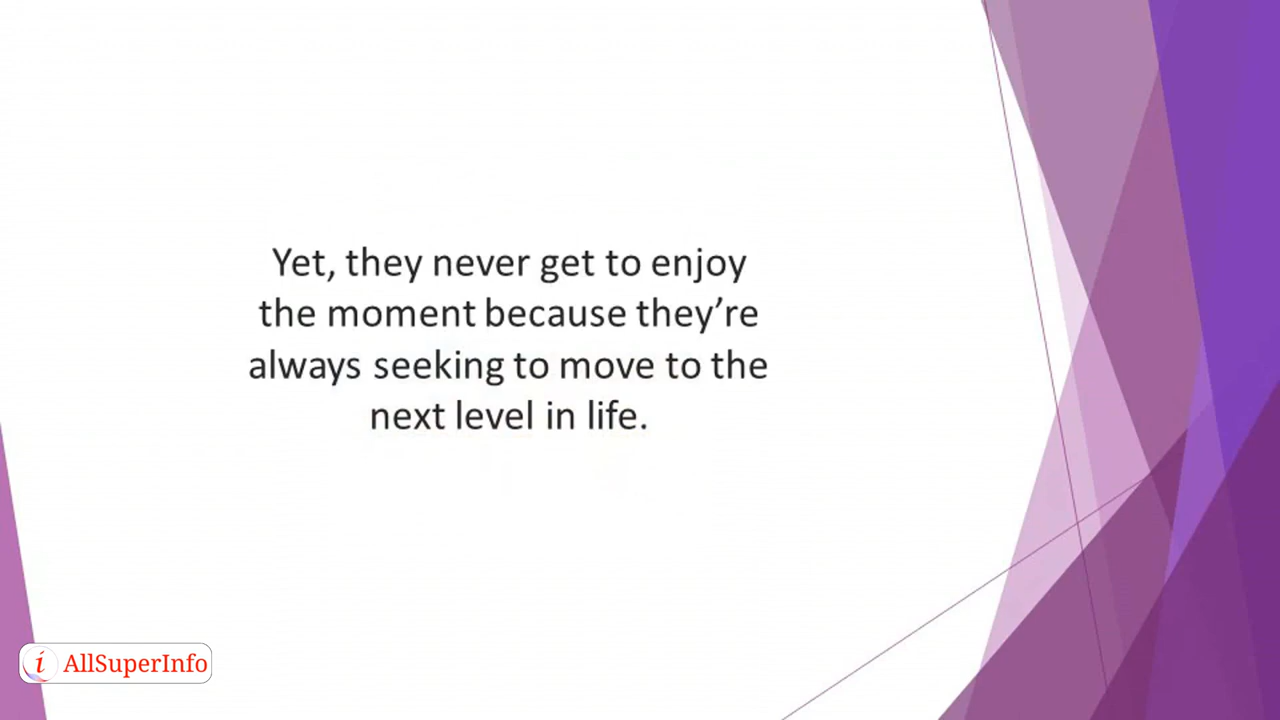 Yet, they never get to enjoy
the moment because they’re
always seeking to move to the
next level in life.
i AllSuperInfo